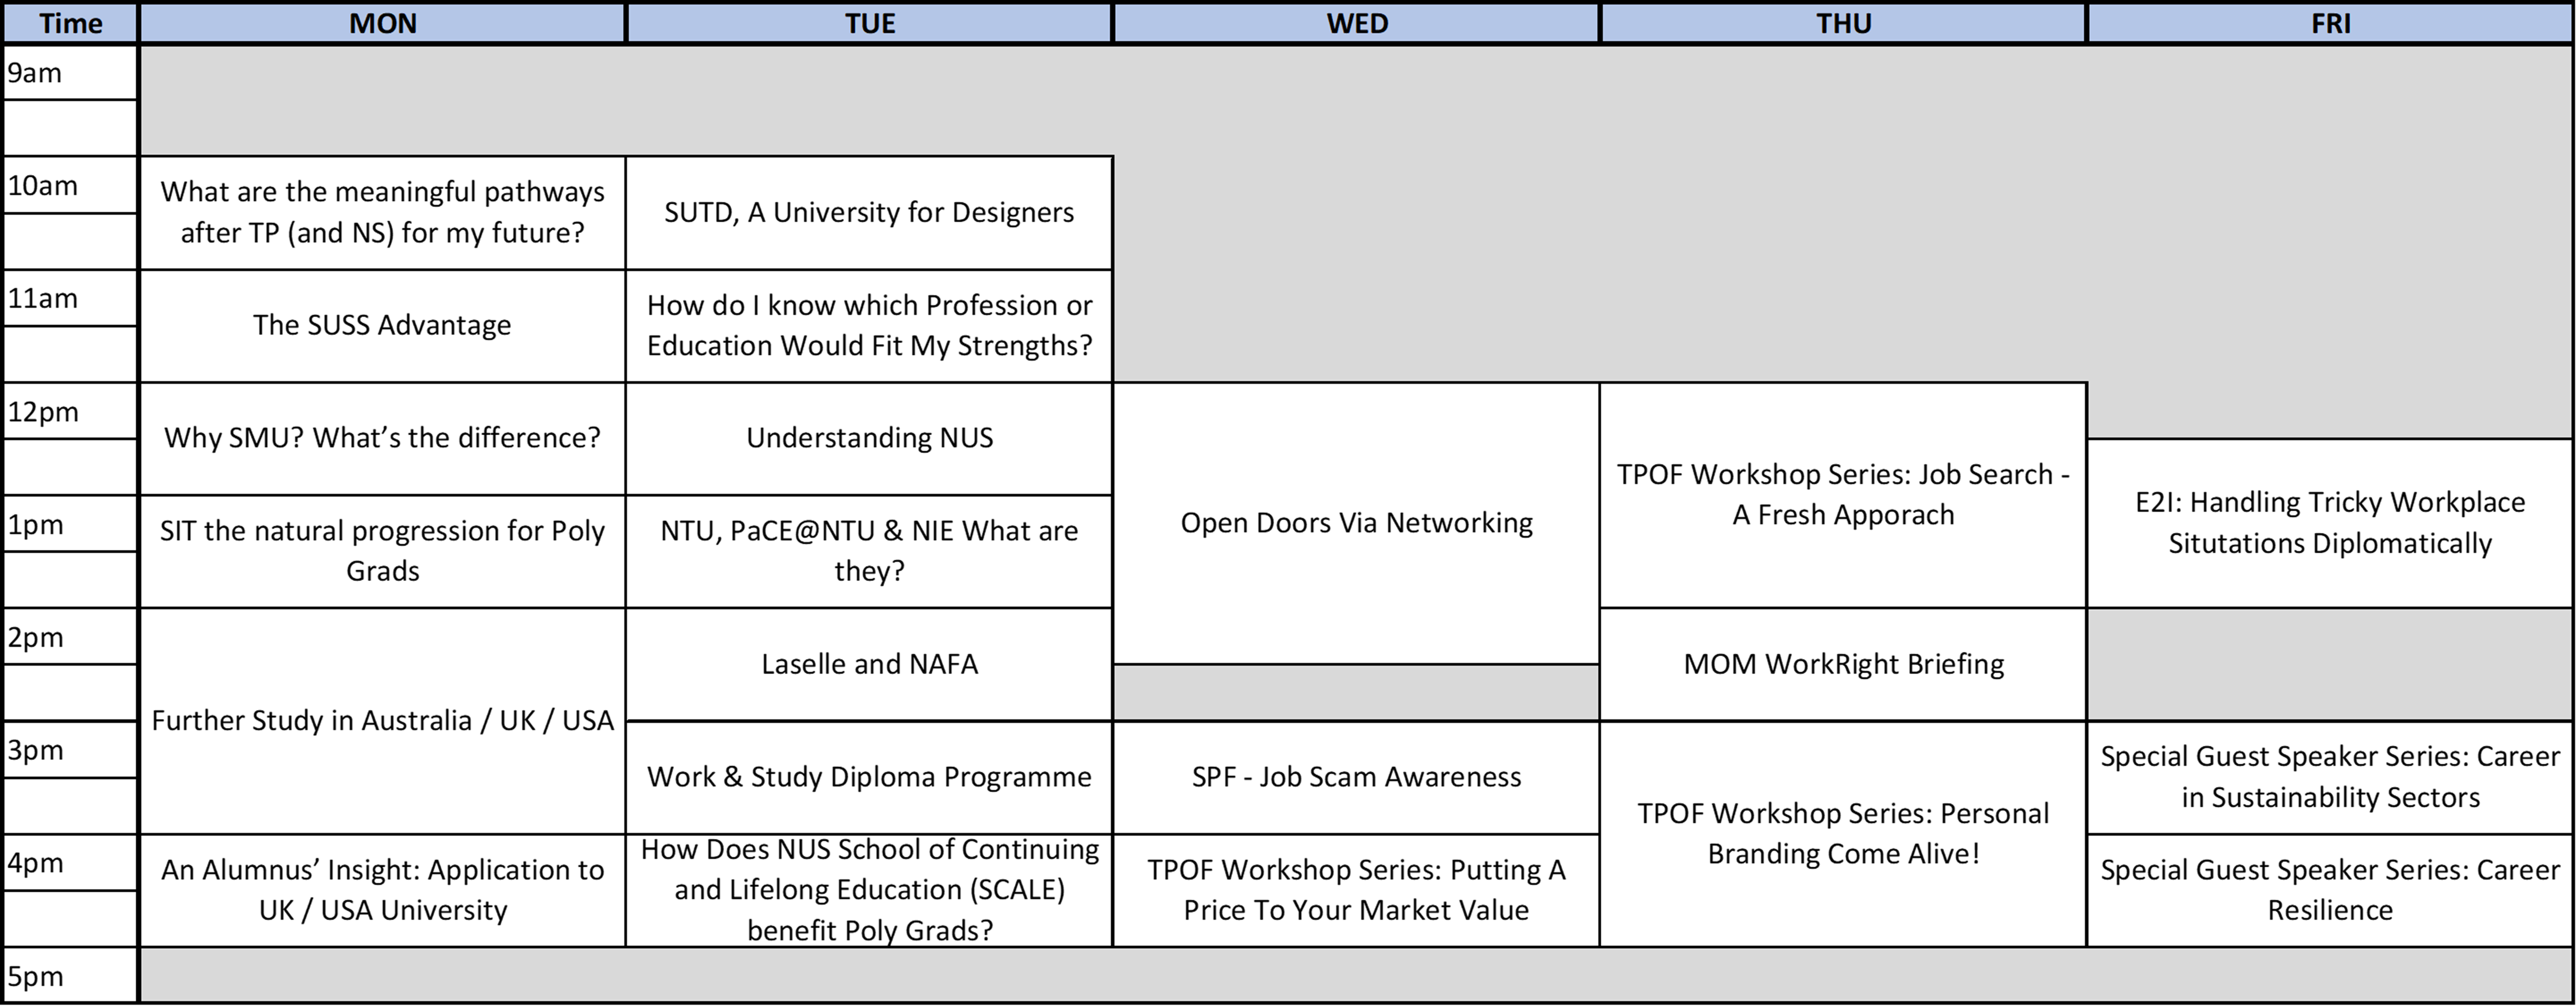 Time
MON
TUE
WED
THU
FRI
9am
10am
What are the meaningful pathways
after TP (and NS) for my future?
SUTD, A University for Designers
11am
The SUSS Advantage
How do I know which Profession or
Education Would Fit My Strengths?
12pm
Why SMU? What’s the difference?
Understanding NUS
Open Doors Via Networking
TPOF Workshop Series: Job Search -
A Fresh Apporach
E2I: Handling Tricky Workplace
Situtations Diplomatically
1pm
SIT the natural progression for Poly
Grads
NTU, PaCE@NTU & NIE What are
they?
2pm
Further Study in Australia / UK / USA
Laselle and NAFA
MOM WorkRight Briefing
3pm
Work & Study Diploma Programme
SPF - Job Scam Awareness
TPOF Workshop Series: Personal
Branding Come Alive!
Special Guest Speaker Series: Career
in Sustainability Sectors
4pm
An Alumnus’ Insight: Application to
UK / USA University
How Does NUS School of Continuing
and Lifelong Education (SCALE)
benefit Poly Grads?
TPOF Workshop Series: Putting A
Price To Your Market Value
Special Guest Speaker Series: Career
Resilience
5pm